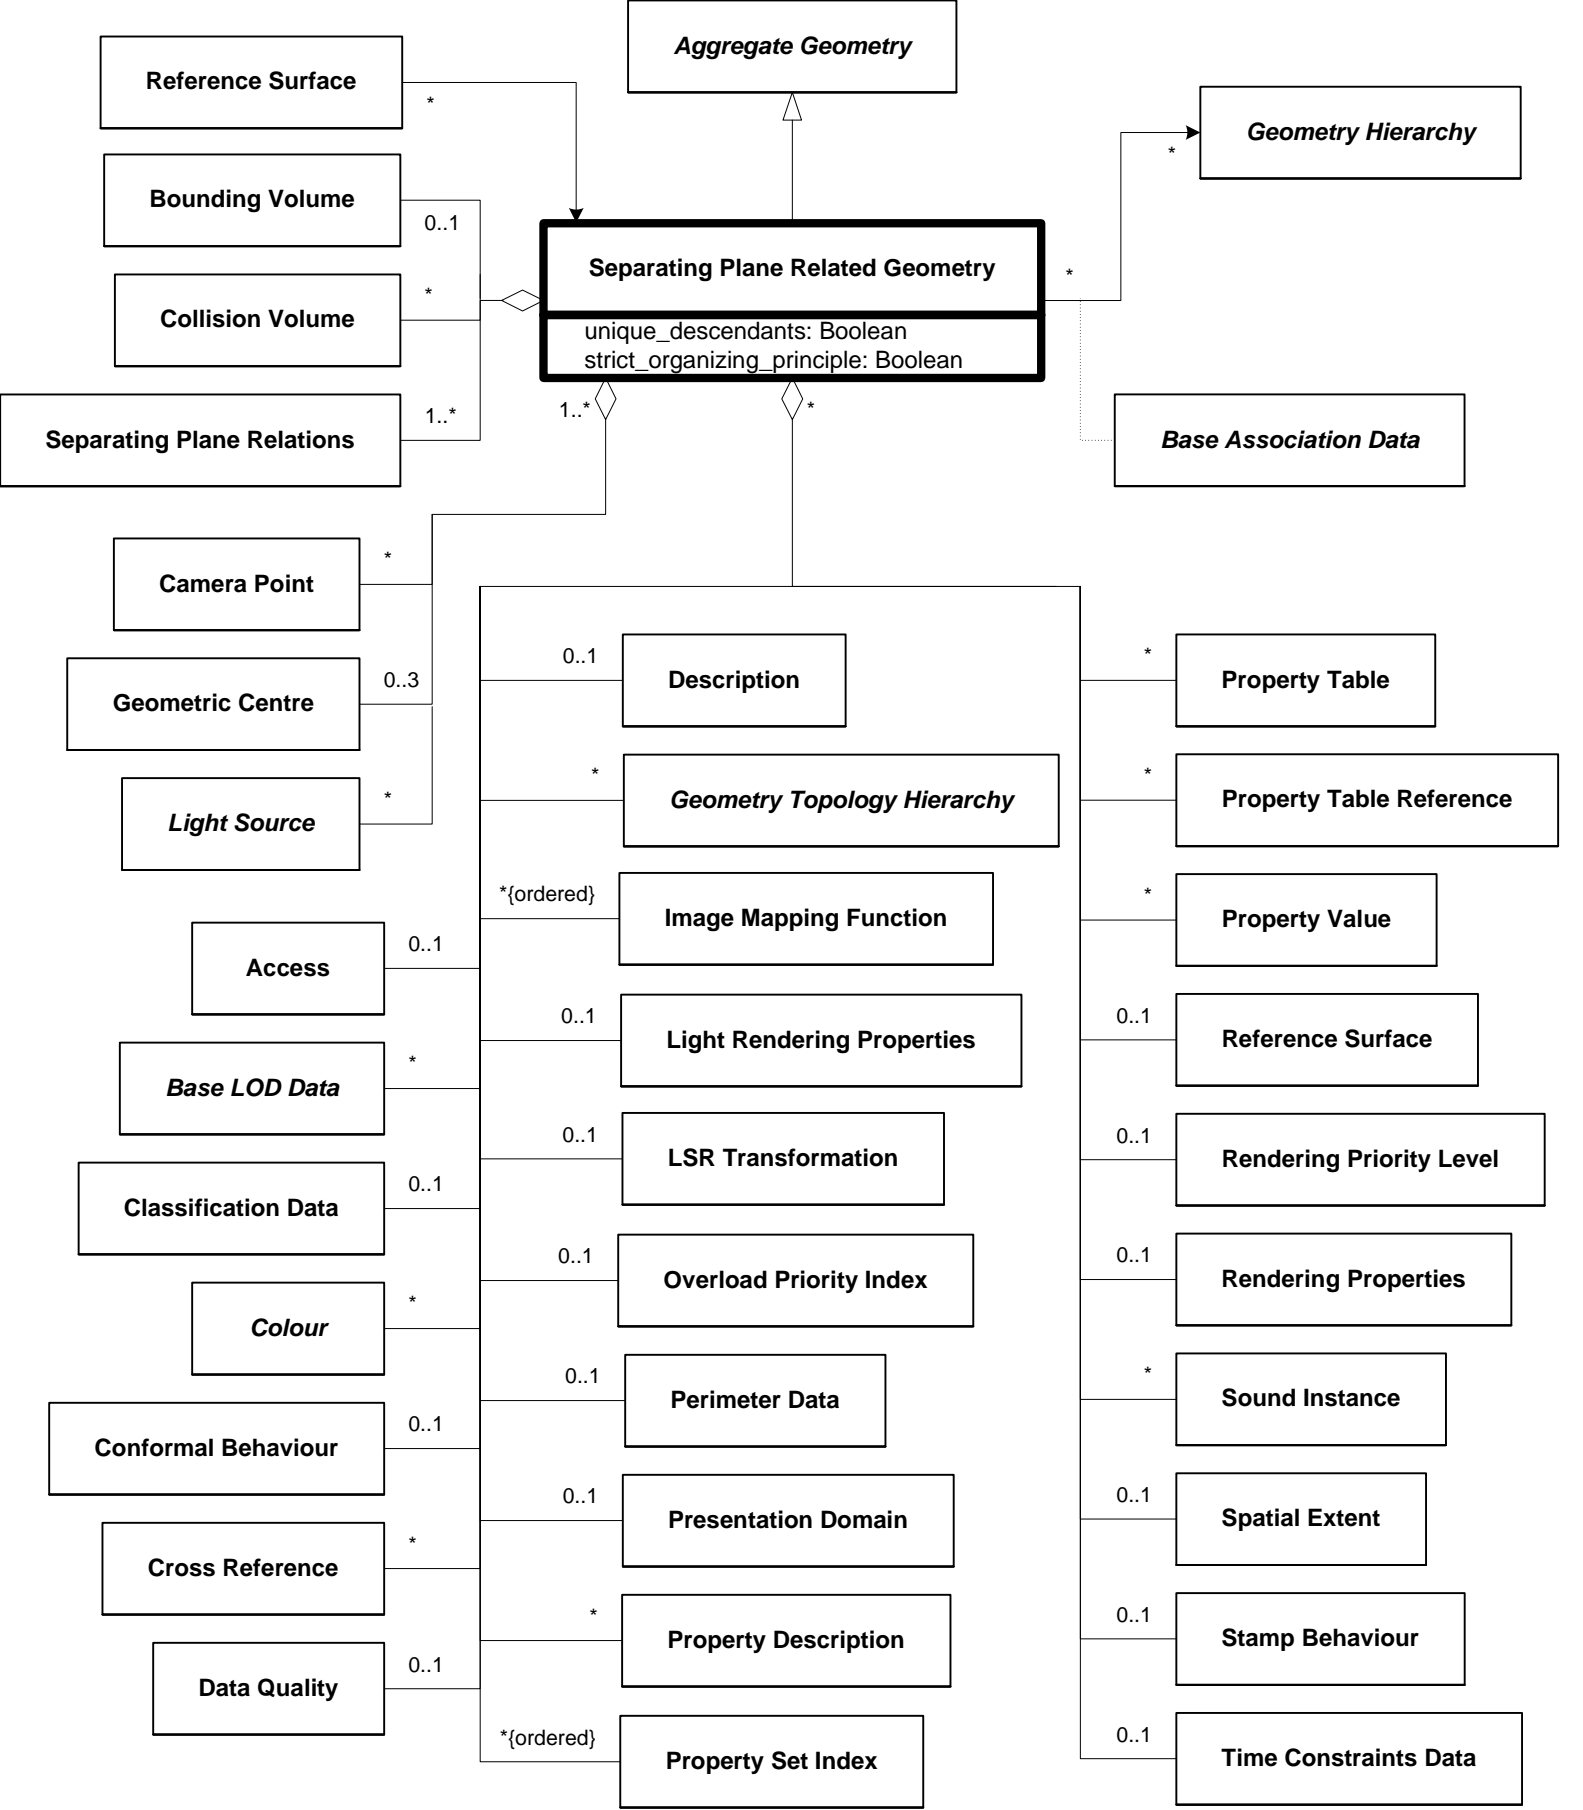 Aggregate Geometry
Reference Surface
*
Geometry Hierarchy
*
Bounding Volume
0..1
Separating Plane Related Geometry
*
unique_descendants: Boolean
strict_organizing_principle: Boolean
Collision Volume
*
Separating Plane Relations
1..*
1..*
*
Base Association Data
Camera Point
*
Geometric Centre
0..3
Light Source
*
Access
0..1
Base LOD Data
*
Classification Data
0..1
Colour
*
Conformal Behaviour
0..1
Cross Reference
*
Data Quality
0..1
0..1
Description
*
Geometry Topology Hierarchy
*{ordered}
Image Mapping Function
0..1
Light Rendering Properties
0..1
LSR Transformation
0..1
Overload Priority Index
0..1
Perimeter Data
0..1
Presentation Domain
*
Property Description
*{ordered}
Property Set Index
*
Property Table
*
Property Table Reference
*
Property Value
0..1
Reference Surface
0..1
Rendering Priority Level
0..1
Rendering Properties
*
Sound Instance
0..1
Spatial Extent
0..1
Stamp Behaviour
0..1
Time Constraints Data